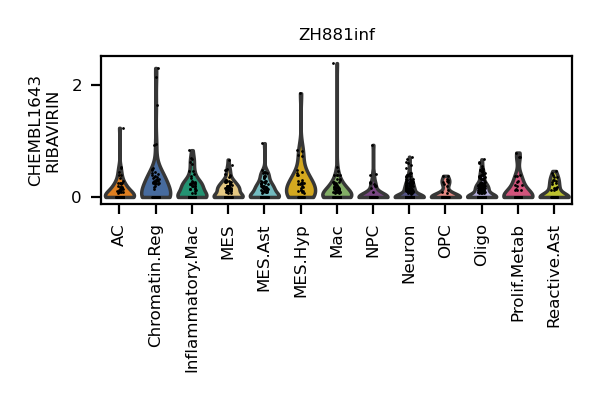 ZH881inf
CHEMBL1643
RIBAVIRIN
2
0
AC
Chromatin.Reg
Inflammatory.Mac
MES
MES.Ast
MES.Hyp
Mac
NPC
Neuron
OPC
Oligo
Prolif.Metab
Reactive.Ast